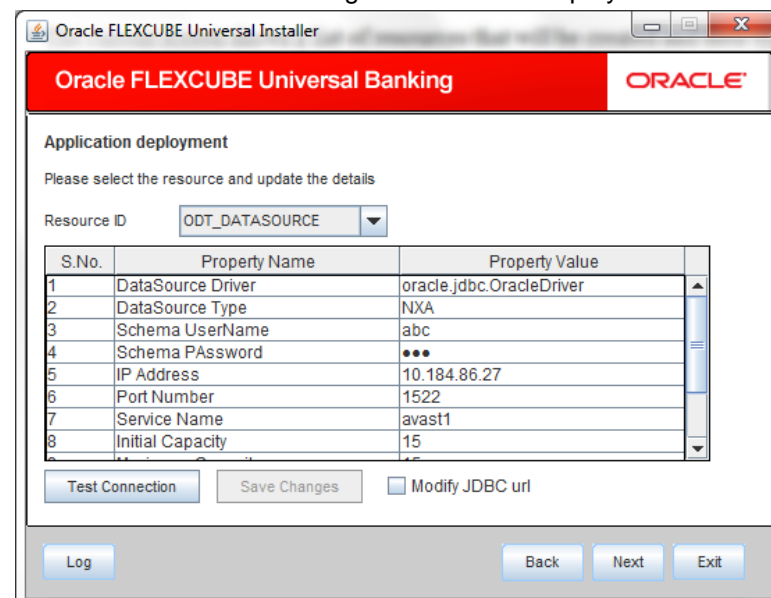 Oracle FLEXCUBE Universal Installer
Oracle FLEXCUBE Universal Banking ORACLE
Application deployment
Please select the resource and update the details
Resource ID ODT_DATASOURCE
S.No. Property Name Property Value
1 DataSource Driver oracle.jdbc.OracleDriver
2 DataSource Type NXA
3 Schema UserName abc
4 Schema PAssword •••
5 IP Address 10.184.86.27
6 Port Number 1522
7 Service Name avast1
8 Initial Capacity 15
Test Connection Save Changes Modify JDBC url
Log Back Next Exit